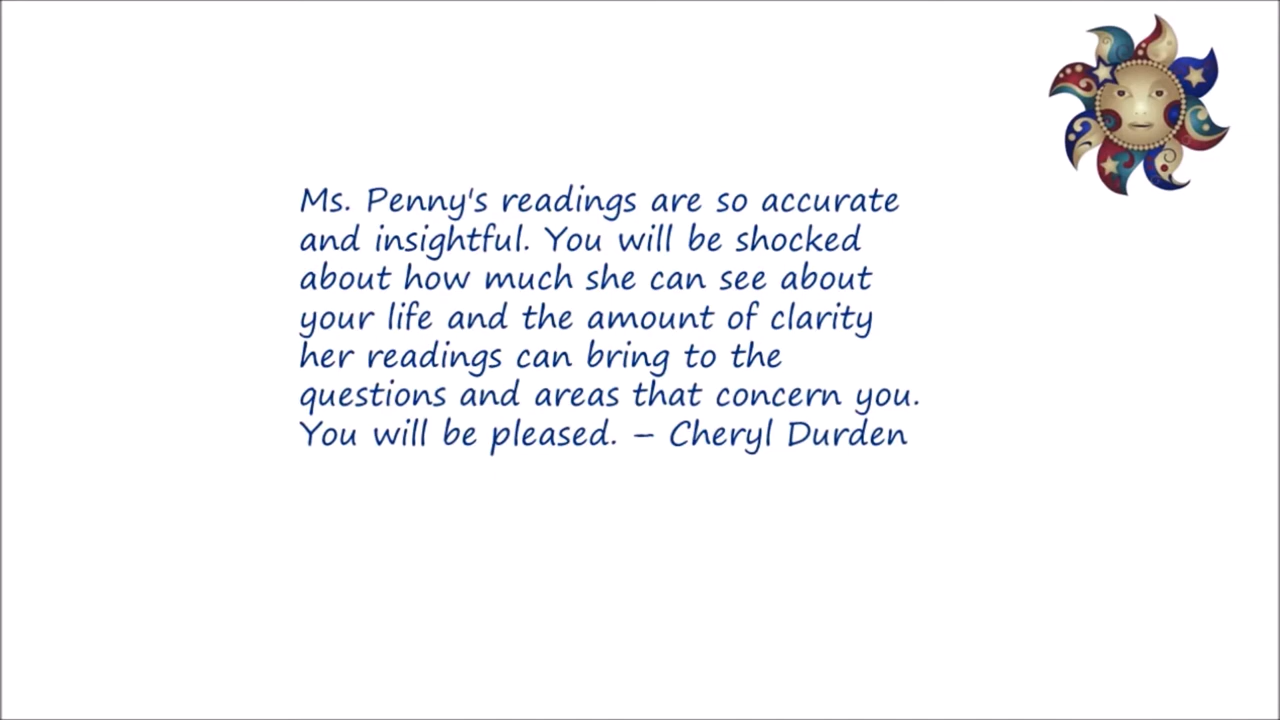 Ms. Penny's readings are so accurate
and insightful. You will be shocked
about how much she can see about
your life and the amount of clarity
her readings can bring to the
questions and areas that concern you.
You will be pleased. – Cheryl Durden